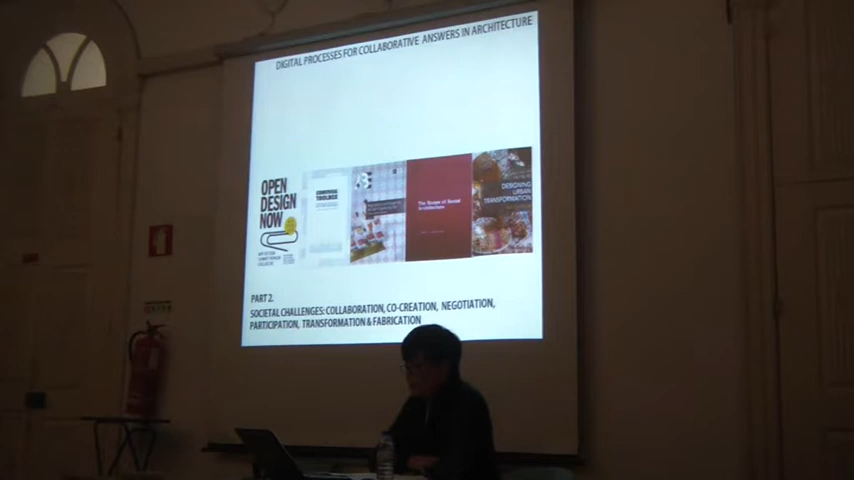 DIGITAL PROCESSES FOR COLLABORATIVE ANSWERS IN ARCHITECTURE
OPEN
DESIGN
NOW
The Scope of Social
Architecture
DESIGNING
URBAN
TRANSFORMATION
PART 2.
SOCIETAL CHALLENGES: COLLABORATION, CO-CREATION, NEGOTIATION,
PARTICIPATION, TRANSFORMATION & FABRICATION